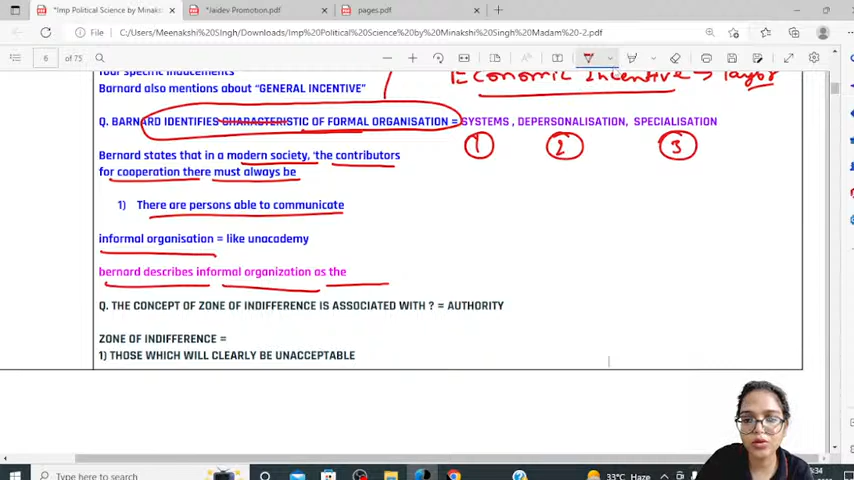 *Imp Political Science by Minaks
*Jaidev Promotion.pdf
pages.pdf
C:/Users/Meenakshi%20SIngh/Downloads/Imp%20Political%20Science%20by%20Minakshi%20Singh%20Madam%20-2.pdf
6 of 75
four specific inducements
Barnard also mentions about "GENERAL INCENTIVE"
Economic Incentive → Taylor
Q. BARNARD IDENTIFIES CHARACTERISTIC OF FORMAL ORGANISATION = SYSTEMS , DEPERSONALISATION, SPECIALISATION
1 2 3
Bernard states that in a modern society, 'the contributors
for cooperation there must always be
1) There are persons able to communicate
informal organisation = like unacademy
bernard describes informal organization as the
Q. THE CONCEPT OF ZONE OF INDIFFERENCE IS ASSOCIATED WITH ? = AUTHORITY
ZONE OF INDIFFERENCE =
1) THOSE WHICH WILL CLEARLY BE UNACCEPTABLE
Type here to search
33°C Haze